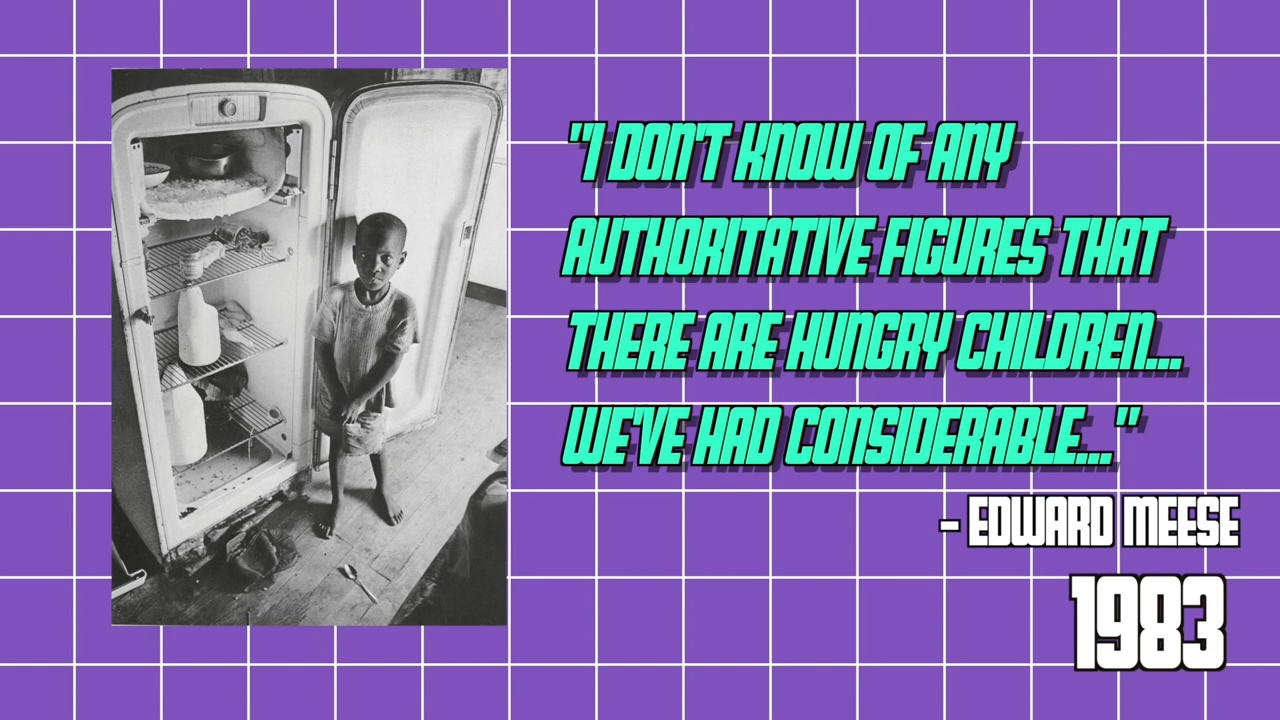 "I DON'T KNOW OF ANY
AUTHORITATIVE FIGURES THAT
THERE ARE HUNGRY CHILDREN...
WE'VE HAD CONSIDERABLE..."
- EDWARD MEESE
1983